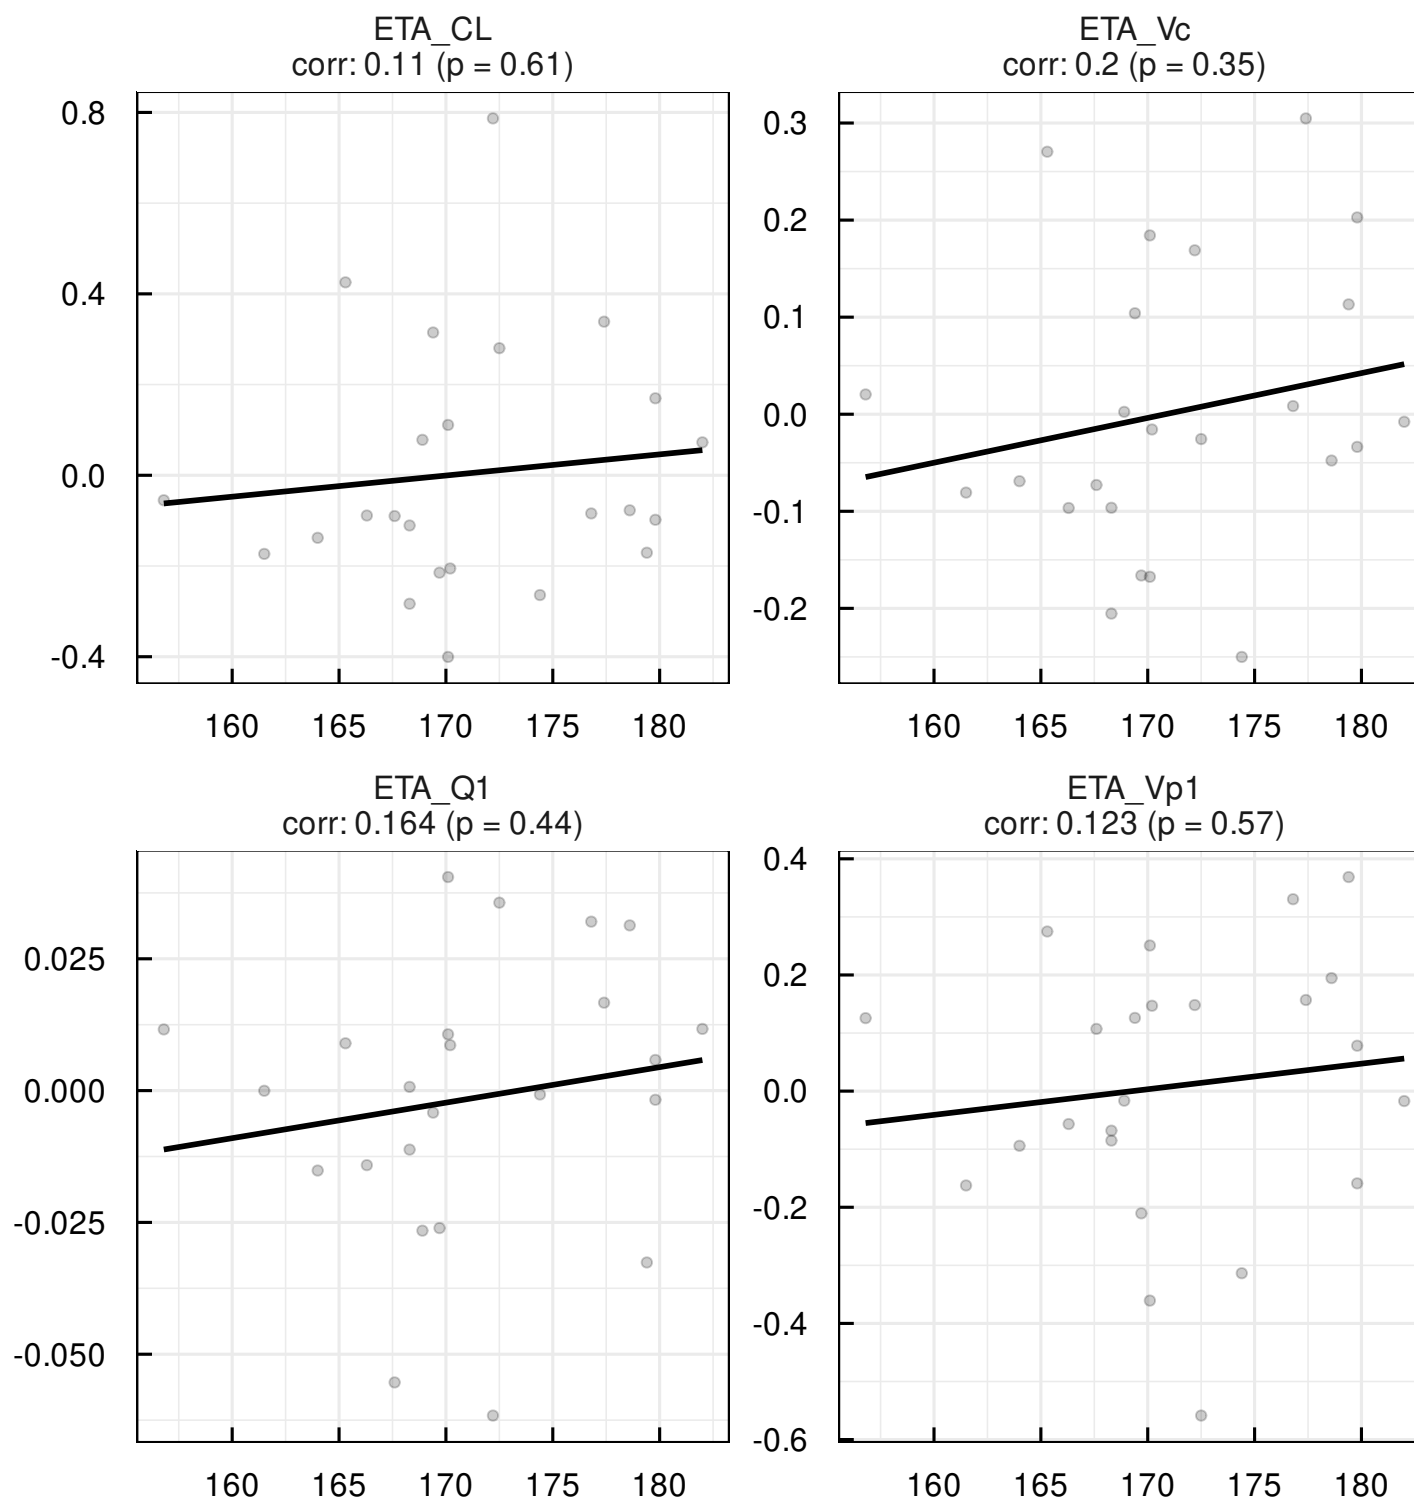 ETA_CL
corr: 0.11 (p = 0.61)
0.8
0.4
0.0
-0.4
160 165 170 175 180
ETA_Vc
corr: 0.2 (p = 0.35)
0.3
0.2
0.1
0.0
-0.1
-0.2
160 165 170 175 180
ETA_Q1
corr: 0.164 (p = 0.44)
0.025
0.000
-0.025
-0.050
160 165 170 175 180
ETA_Vp1
corr: 0.123 (p = 0.57)
0.4
0.2
0.0
-0.2
-0.4
-0.6
160 165 170 175 180